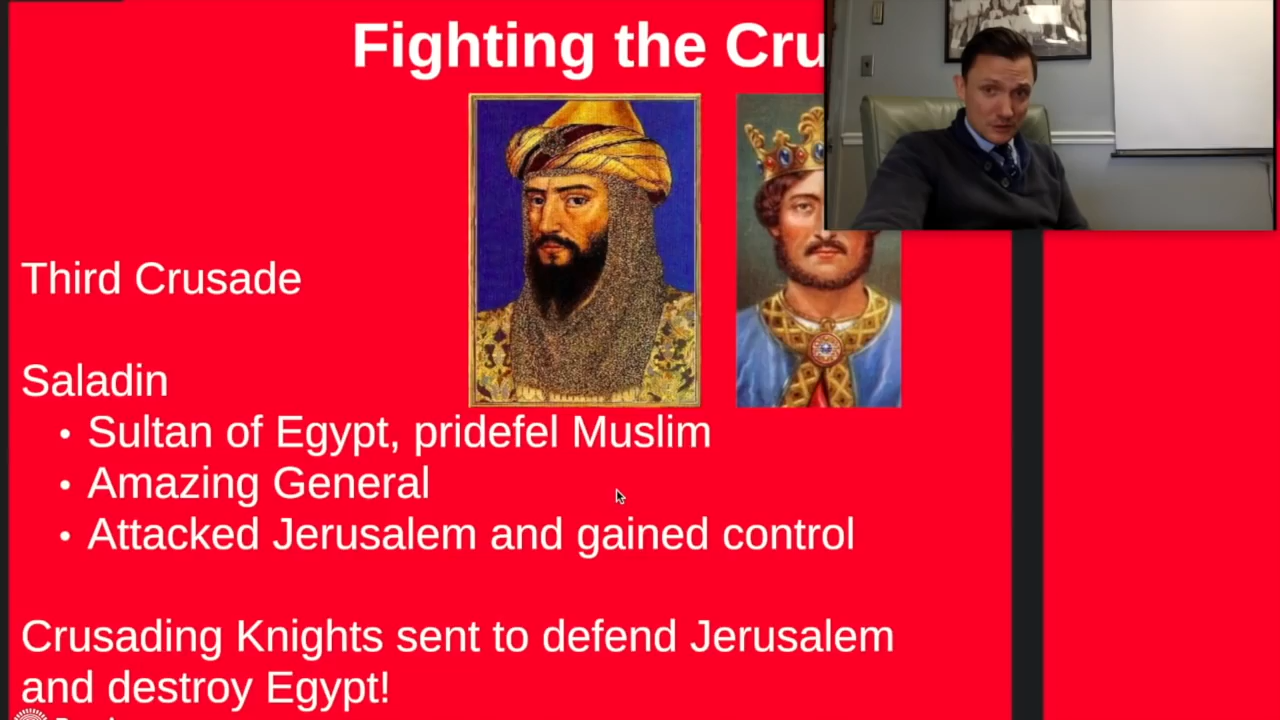 Fighting the Cru
Third Crusade
Saladin
• Sultan of Egypt, pridefel Muslim
• Amazing General
• Attacked Jerusalem and gained control
Crusading Knights sent to defend Jerusalem
and destroy Egypt!